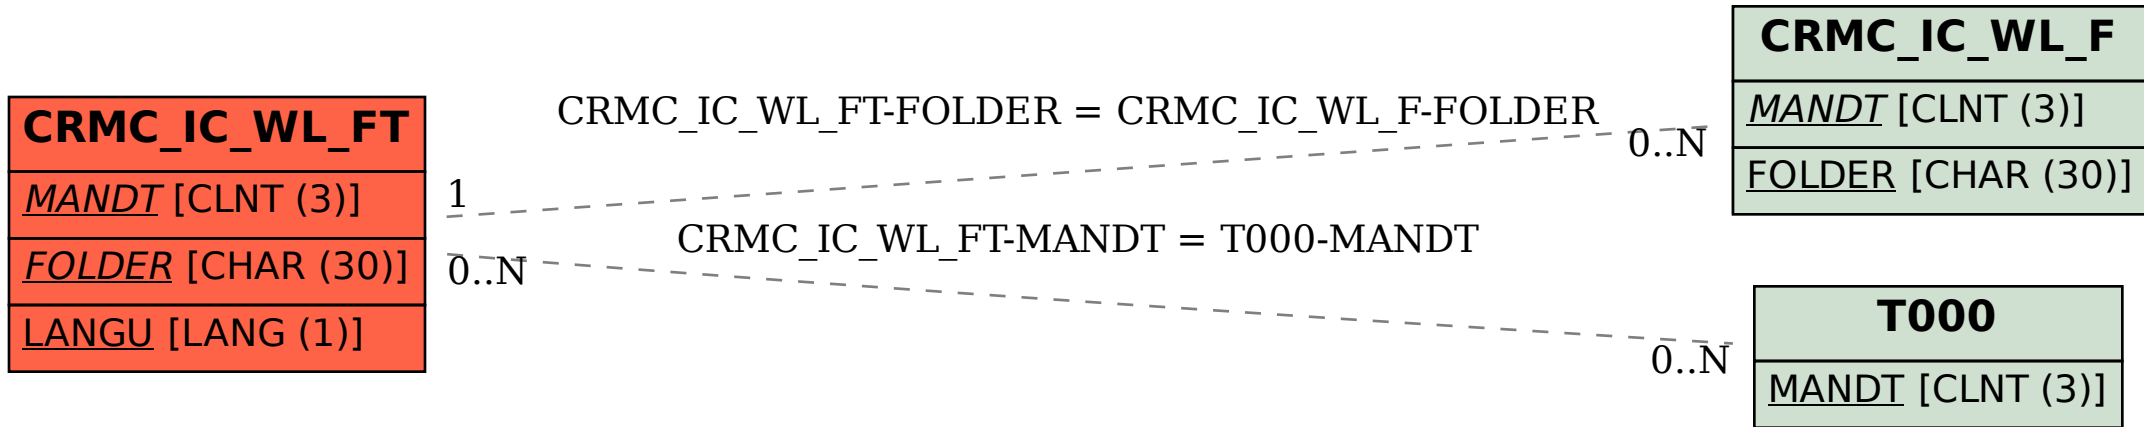 CRMC_IC_WL_FT
MANDT [CLNT (3)]
FOLDER [CHAR (30)]
LANGU [LANG (1)]
CRMC_IC_WL_FT-FOLDER = CRMC_IC_WL_F-FOLDER
1
0..N
CRMC_IC_WL_FT-MANDT = T000-MANDT
0..N
0..N
CRMC_IC_WL_F
MANDT [CLNT (3)]
FOLDER [CHAR (30)]
T000
MANDT [CLNT (3)]